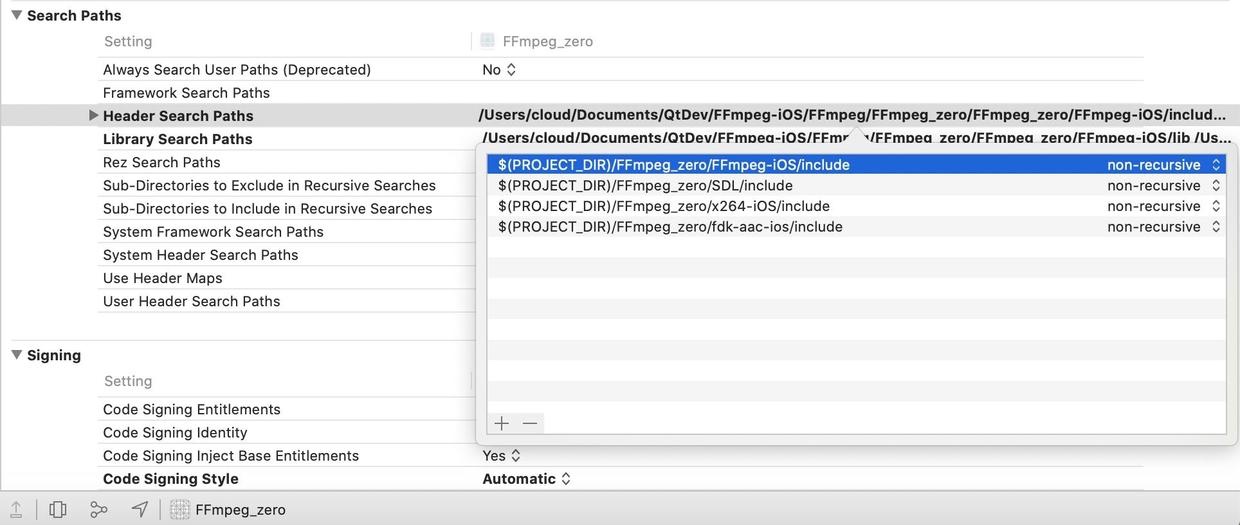 Search Paths
Setting FFmpeg_zero
Always Search User Paths (Deprecated) No
Framework Search Paths
Header Search Paths /Users/cloud/Documents/QtDev/FFmpeg-iOS/FFmpeg/FFmpeg_zero/FFmpeg_zero/FFmpeg-iOS/includ...
Library Search Paths /Users/cloud/Documents/QtDev/FFmpeg-iOS/FFmpeg/FFmpeg_zero/FFmpeg_zero/FFmpeg-iOS/lib /Us...
Rez Search Paths
$(PROJECT_DIR)/FFmpeg_zero/FFmpeg-iOS/include non-recursive
Sub-Directories to Exclude in Recursive Searches
$(PROJECT_DIR)/FFmpeg_zero/SDL/include non-recursive
Sub-Directories to Include in Recursive Searches
$(PROJECT_DIR)/FFmpeg_zero/x264-iOS/include non-recursive
System Framework Search Paths
$(PROJECT_DIR)/FFmpeg_zero/fdk-aac-ios/include non-recursive
System Header Search Paths
Use Header Maps
User Header Search Paths
Signing
Setting
Code Signing Entitlements
Code Signing Identity
Code Signing Inject Base Entitlements Yes
Code Signing Style Automatic
FFmpeg_zero